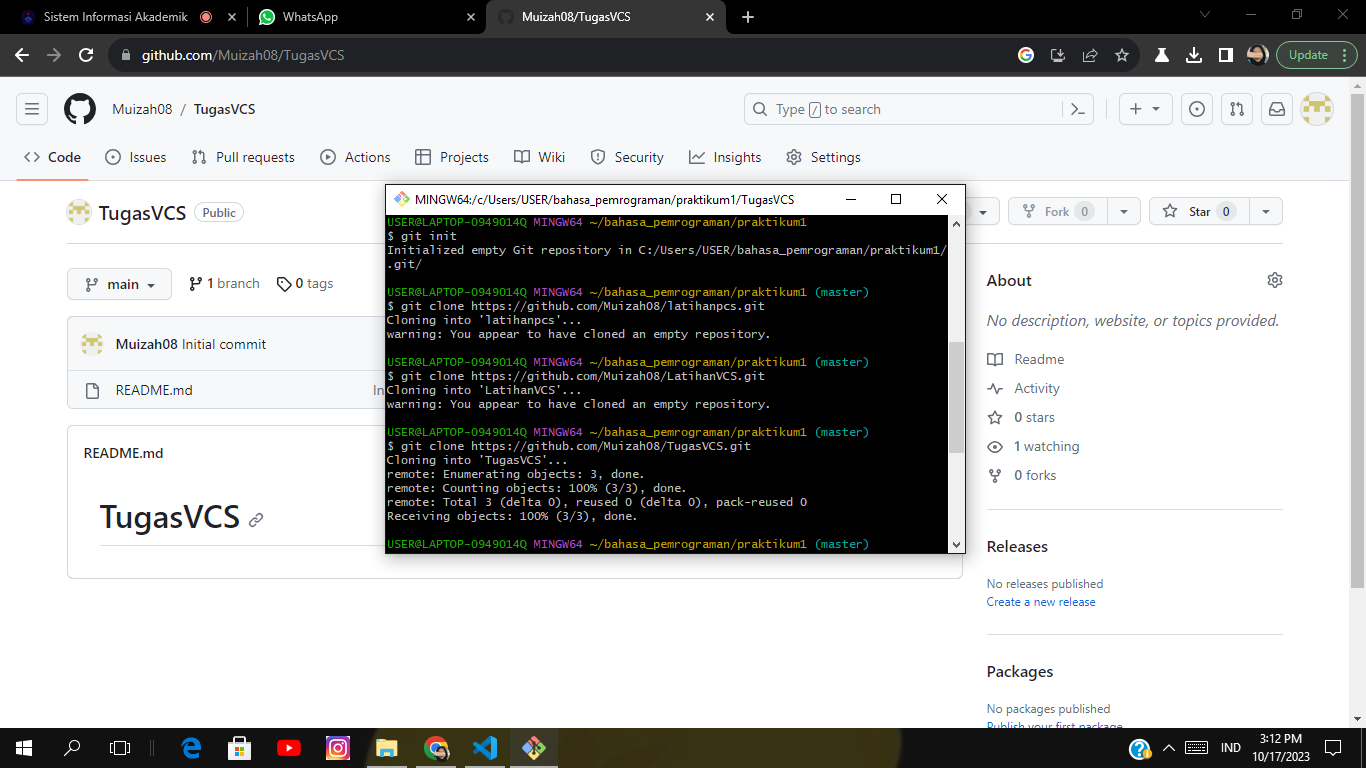 Sistem Informasi Akademik
WhatsApp
Muizah08/TugasVCS
github.com/Muizah08/TugasVCS
Update
Muizah08 / TugasVCS
Type / to search
Code
Issues
Pull requests
Actions
Projects
Wiki
Security
Insights
Settings
TugasVCS
Public
Fork 0
Star 0
main
1 branch
0 tags
Muizah08 Initial commit
README.md
In
README.md
TugasVCS
MINGW64:/c/Users/USER/bahasa_pemrograman/praktikum1/TugasVCS
USER@LAPTOP-0949014Q MINGW64 ~/bahasa_pemrograman/praktikum1
$ git init
Initialized empty Git repository in C:/Users/USER/bahasa_pemrograman/praktikum1/
.git/
USER@LAPTOP-0949014Q MINGW64 ~/bahasa_pemrograman/praktikum1 (master)
$ git clone https://github.com/Muizah08/latihanpcs.git
Cloning into 'latihanpcs'...
warning: You appear to have cloned an empty repository.
USER@LAPTOP-0949014Q MINGW64 ~/bahasa_pemrograman/praktikum1 (master)
$ git clone https://github.com/Muizah08/LatihanVCS.git
Cloning into 'LatihanVCS'...
warning: You appear to have cloned an empty repository.
USER@LAPTOP-0949014Q MINGW64 ~/bahasa_pemrograman/praktikum1 (master)
$ git clone https://github.com/Muizah08/TugasVCS.git
Cloning into 'TugasVCS'...
remote: Enumerating objects: 3, done.
remote: Counting objects: 100% (3/3), done.
remote: Total 3 (delta 0), reused 0 (delta 0), pack-reused 0
Receiving objects: 100% (3/3), done.
USER@LAPTOP-0949014Q MINGW64 ~/bahasa_pemrograman/praktikum1 (master)
About
No description, website, or topics provided.
Readme
Activity
0 stars
1 watching
0 forks
Releases
No releases published
Create a new release
Packages
No packages published
Publish your first package
IND
3:12 PM
10/17/2023